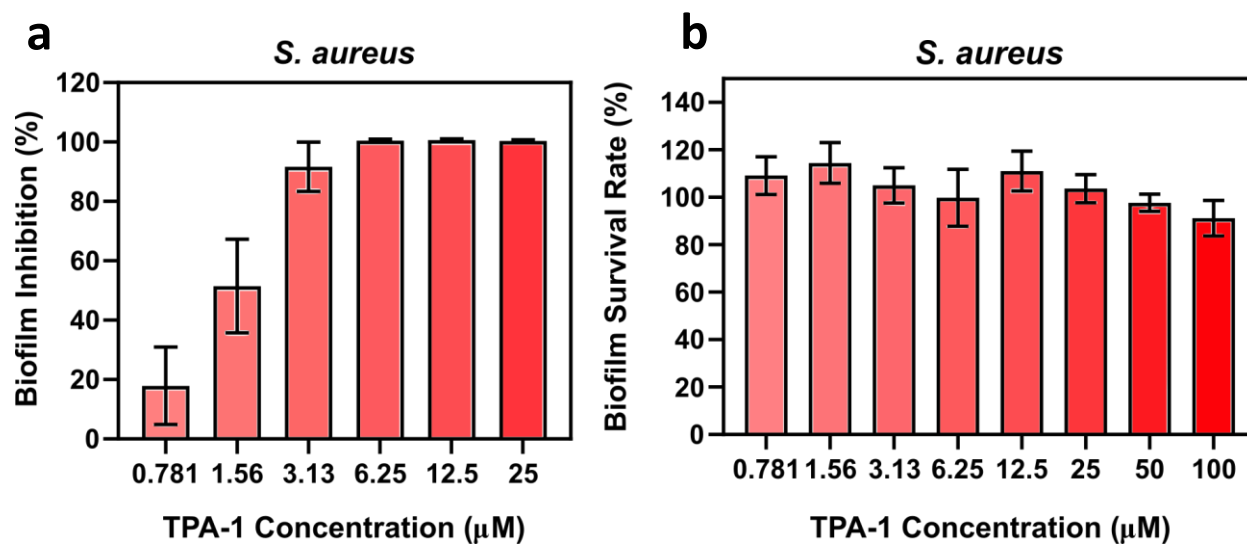 a
S. aureus
Biofilm Inhibition (%)
120
100
80
60
40
20
0
0.781 1.56 3.13 6.25 12.5 25
TPA-1 Concentration (μM)
b
S. aureus
Biofilm Survival Rate (%)
140
120
100
80
60
40
20
0
0.781 1.56 3.13 6.25 12.5 25 50 100
TPA-1 Concentration (μM)